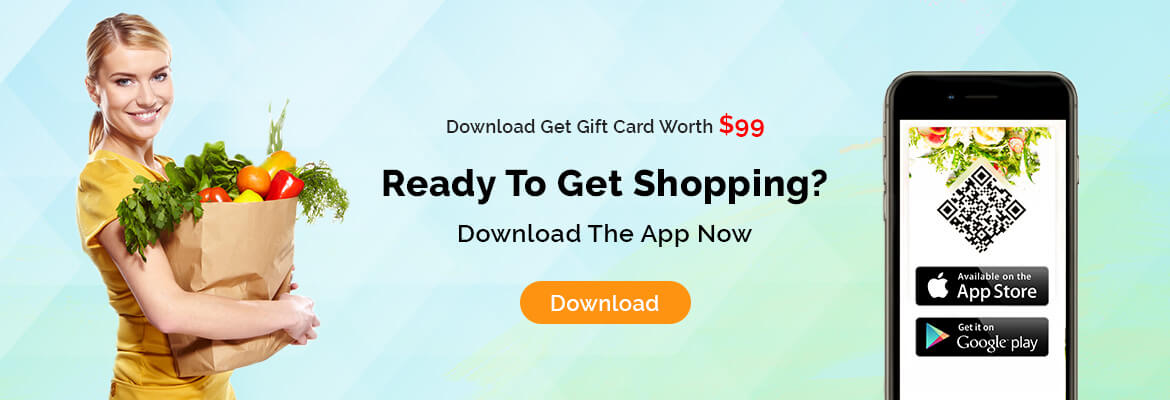 Download Get Gift Card Worth $99
Ready To Get Shopping?
Download The App Now
Download
Available on the
App Store
Get it on
Google play